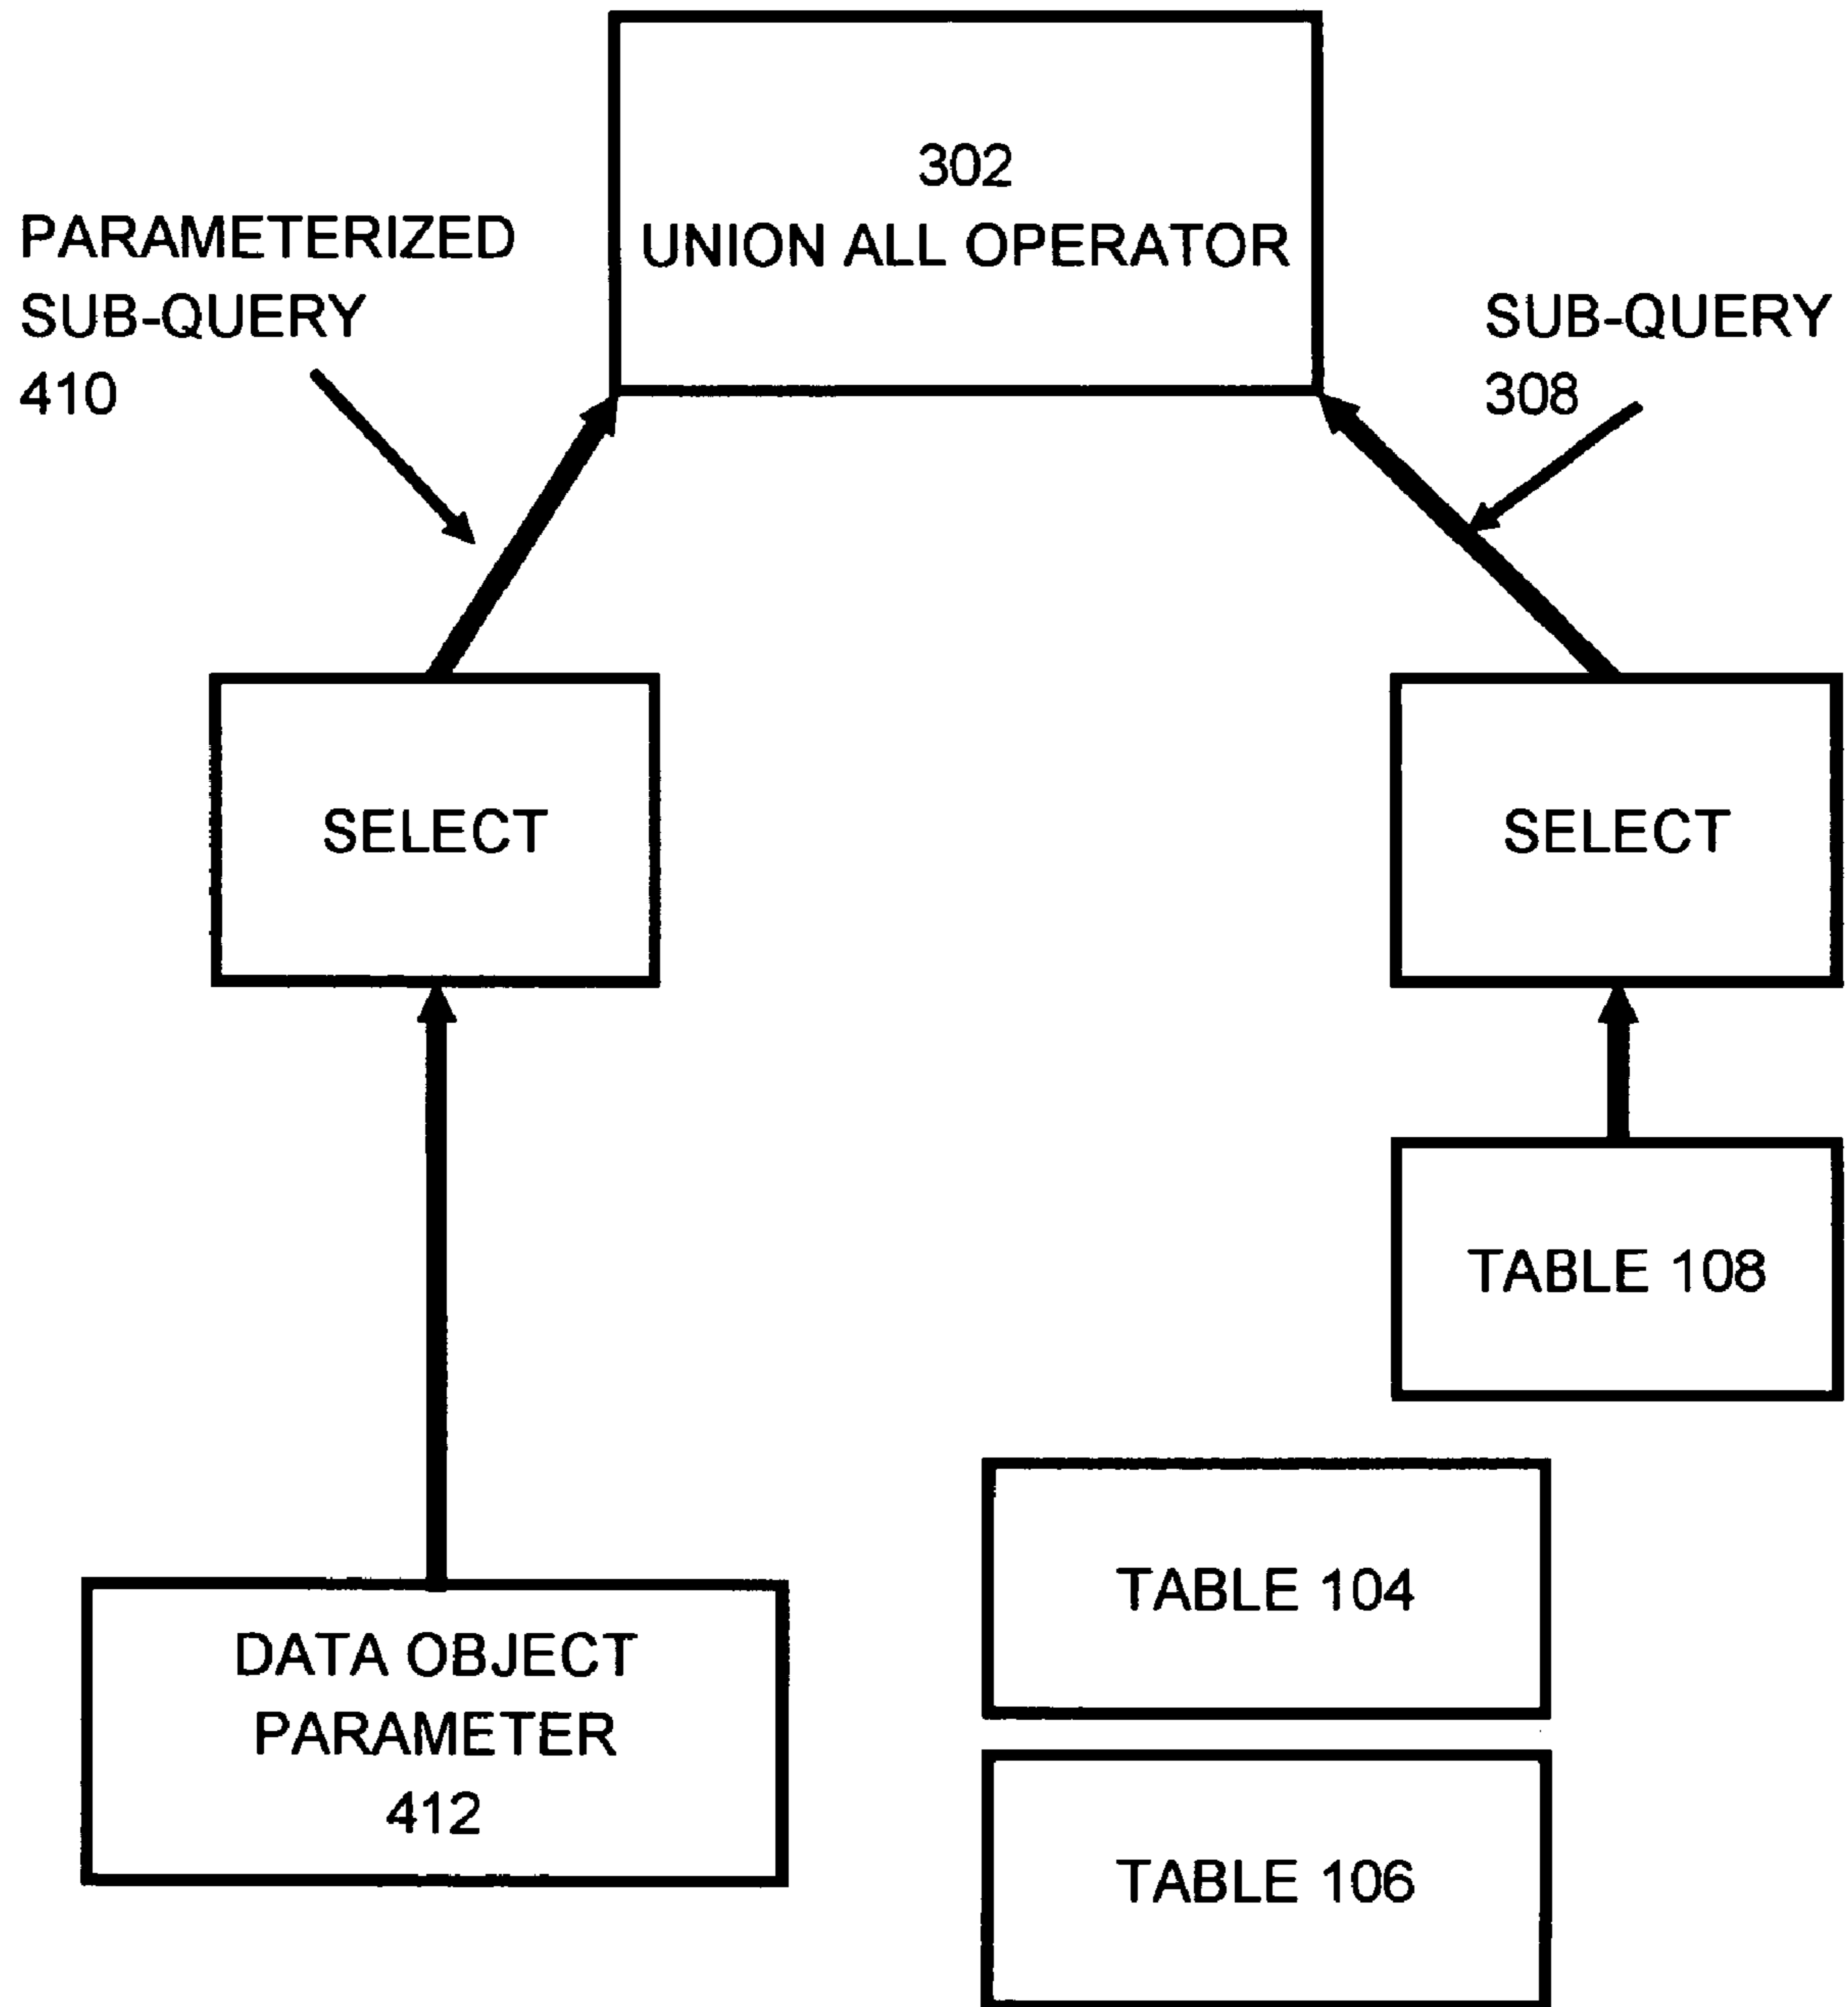 302
UNION ALL OPERATOR
PARAMETERIZED
SUB-QUERY
410
SUB-QUERY
308
SELECT
SELECT
TABLE 108
DATA OBJECT
PARAMETER
412
TABLE 104
TABLE 106